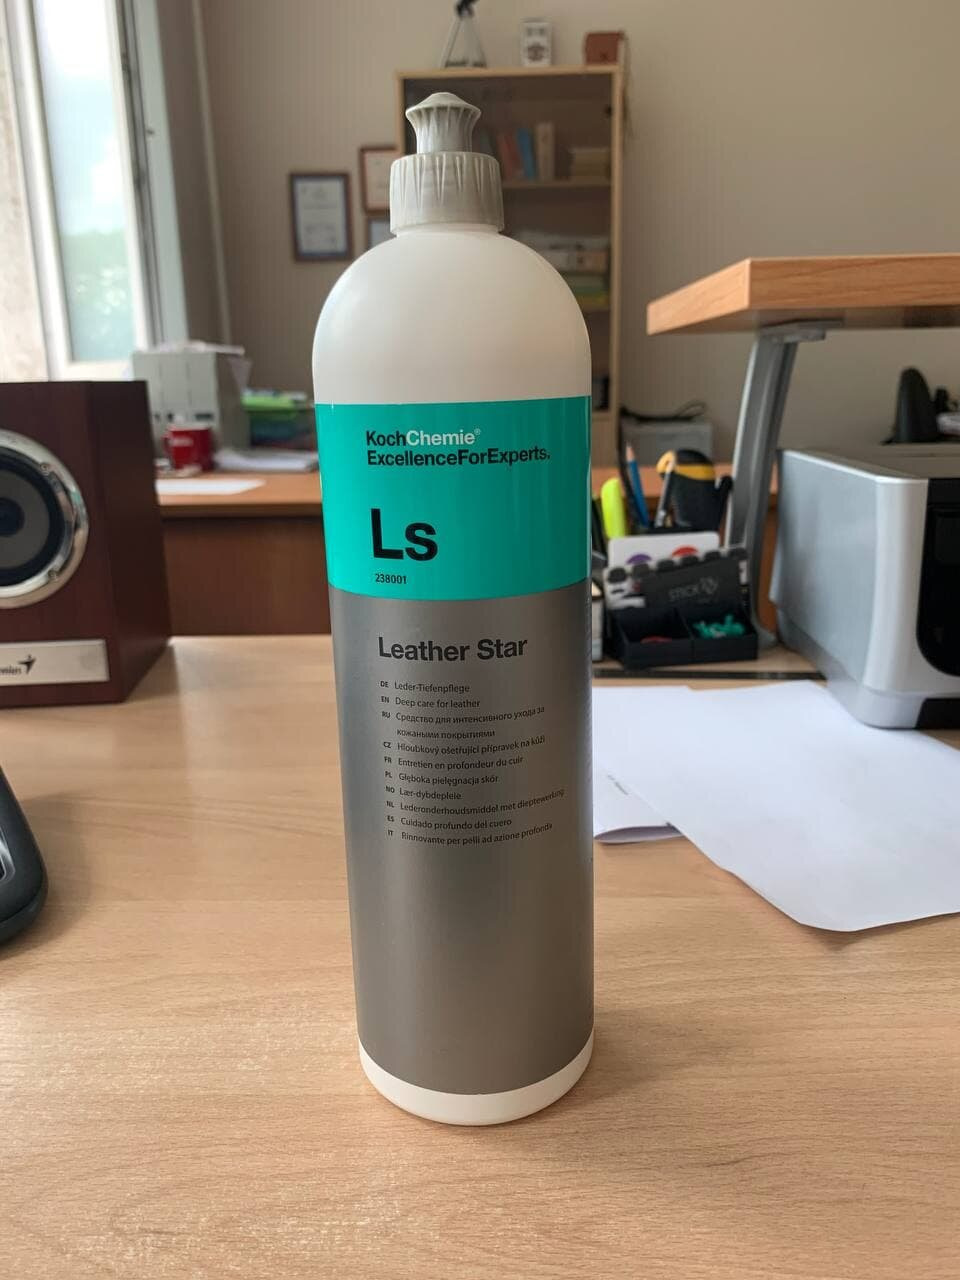 KochChemie®
ExcellenceForExperts.
Ls
238001
Leather Star
DE Leder-Tiefenpflege
EN Deep care for leather
RU Средство для интенсивного ухода за
кожаными покрытиями
CZ Hloubkový ošetřující přípravek na kůži
FR Entretien en profondeur du cuir
PL Głęboka pielęgnacja skór
NO Lær-dybdepleie
NL Lederonderhoudsmiddel met dieptewerking
ES Cuidado profundo del cuero
IT Rinnovante per pelli ad azione profonda
STICK